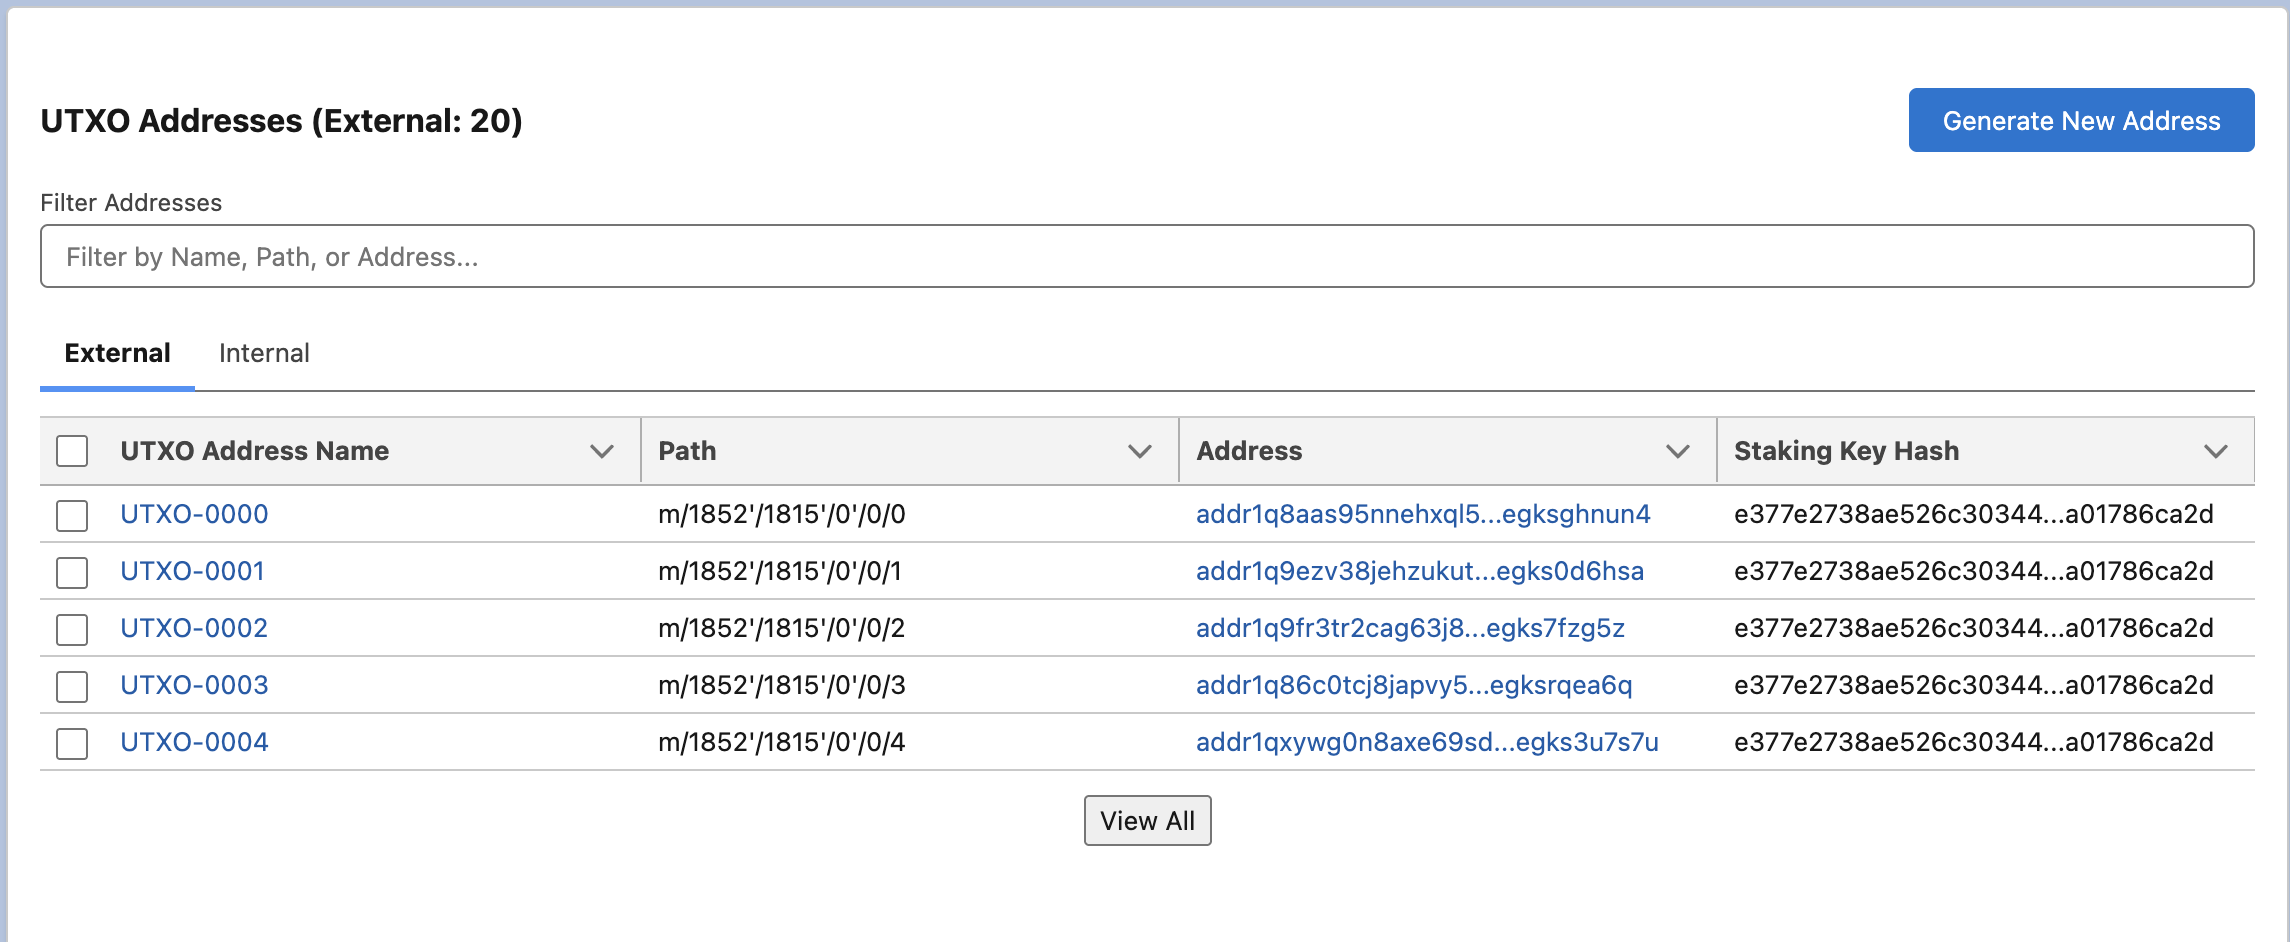 UTXO Addresses (External: 20)
Generate New Address
Filter Addresses
Filter by Name, Path, or Address...
External Internal
UTXO Address Name Path Address Staking Key Hash
UTXO-0000 m/1852'/1815'/0'/0/0 addr1q8aas95nnehxql5...egksghnun4 e377e2738ae526c30344...a01786ca2d
UTXO-0001 m/1852'/1815'/0'/0/1 addr1q9ezv38jehzukut...egks0d6hsa e377e2738ae526c30344...a01786ca2d
UTXO-0002 m/1852'/1815'/0'/0/2 addr1q9fr3tr2cag63j8...egks7fzg5z e377e2738ae526c30344...a01786ca2d
UTXO-0003 m/1852'/1815'/0'/0/3 addr1q86c0tcj8japvy5...egksrqea6q e377e2738ae526c30344...a01786ca2d
UTXO-0004 m/1852'/1815'/0'/0/4 addr1qxywg0n8axe69sd...egks3u7s7u e377e2738ae526c30344...a01786ca2d
View All